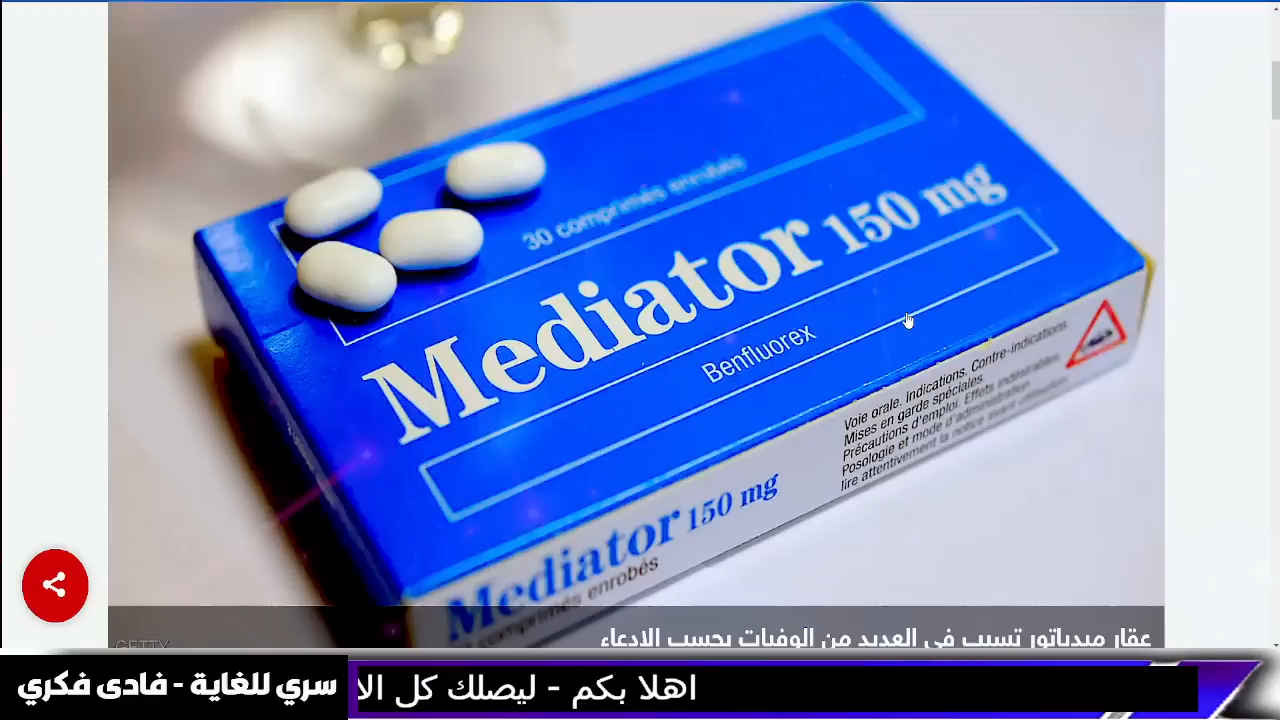 30 comprimés enrobés
Mediator 150 mg
Benfluorex
Mediator 150 mg
comprimés enrobés
Voie orale. Indications. Contre-indications.
Mises en garde spéciales.
Précautions d'emploi. Effets indésirables.
Posologie et mode d'administration
lire attentivement la notice avant utilisation
GETTY
عقار ميدياتور تسبب في العديد من الوفيات بحسب الادعاء
سري للغاية - فادى فكري
اهلا بكم - ليصلك كل الا